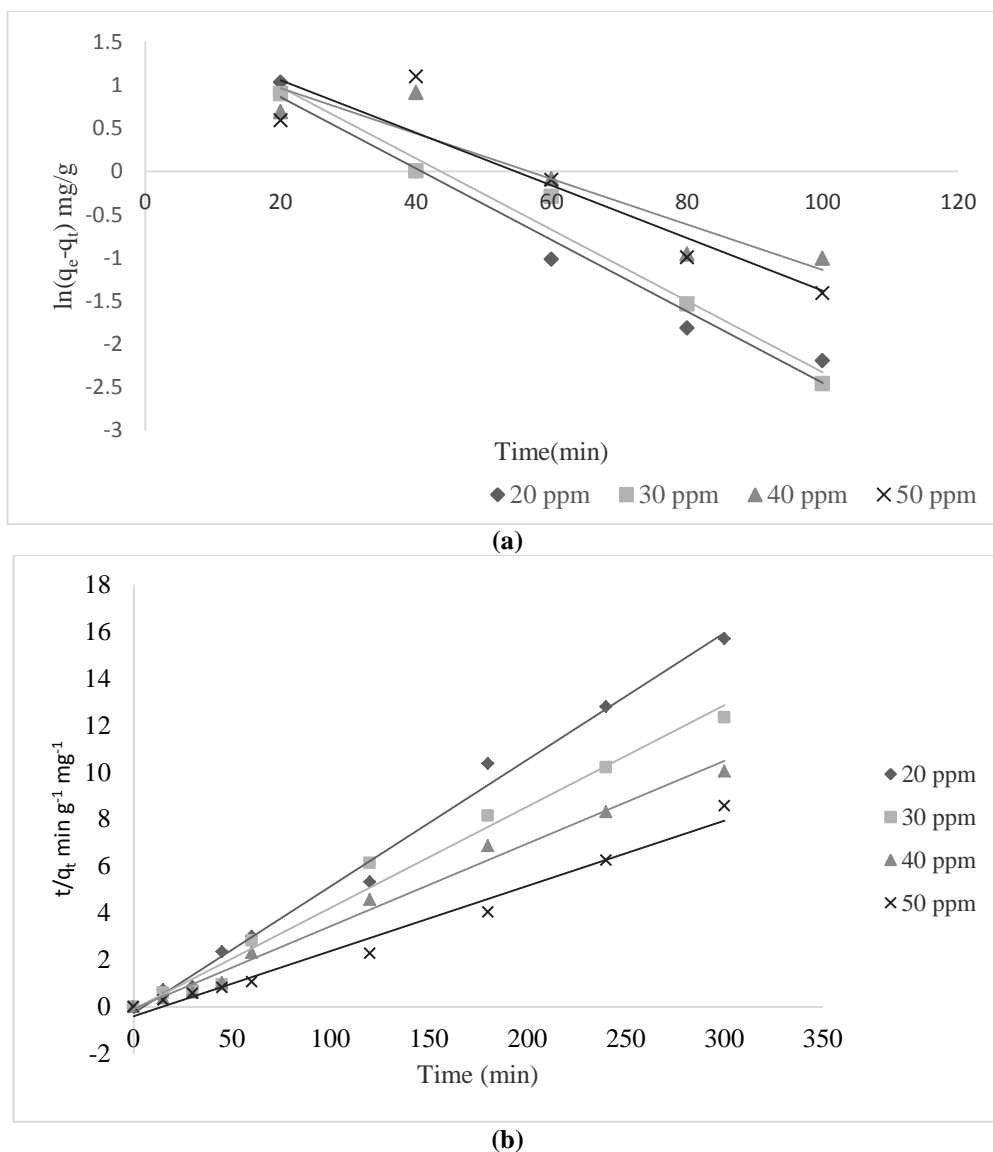 1.5
1
0.5
0
-0.5
-1
-1.5
-2
-2.5
-3
0 20 40 60 80 100 120
ln(qe-qt) mg/g
Time(min)
20 ppm 30 ppm 40 ppm 50 ppm
(a)
18
16
14
12
10
8
6
4
2
0
-2
0 50 100 150 200 250 300 350
t/qt min g-1 mg-1
Time (min)
20 ppm
30 ppm
40 ppm
50 ppm
(b)